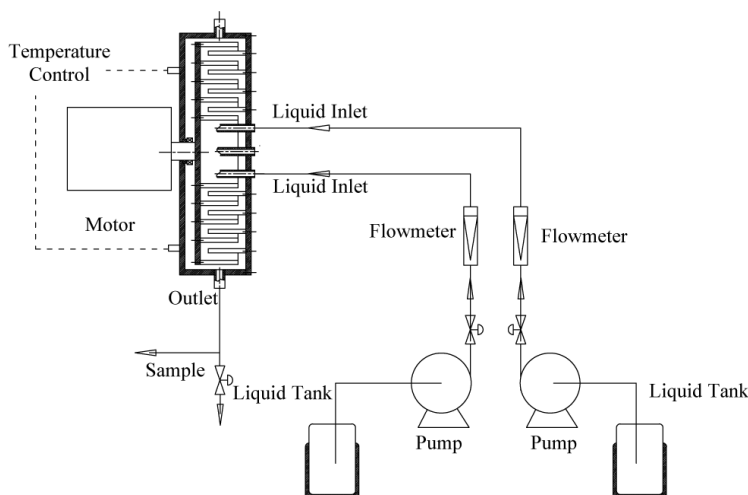 Temperature
Control
Liquid Inlet
Liquid Inlet
Motor
Flowmeter
Flowmeter
Outlet
Sample
Liquid Tank
Liquid Tank
Pump
Pump